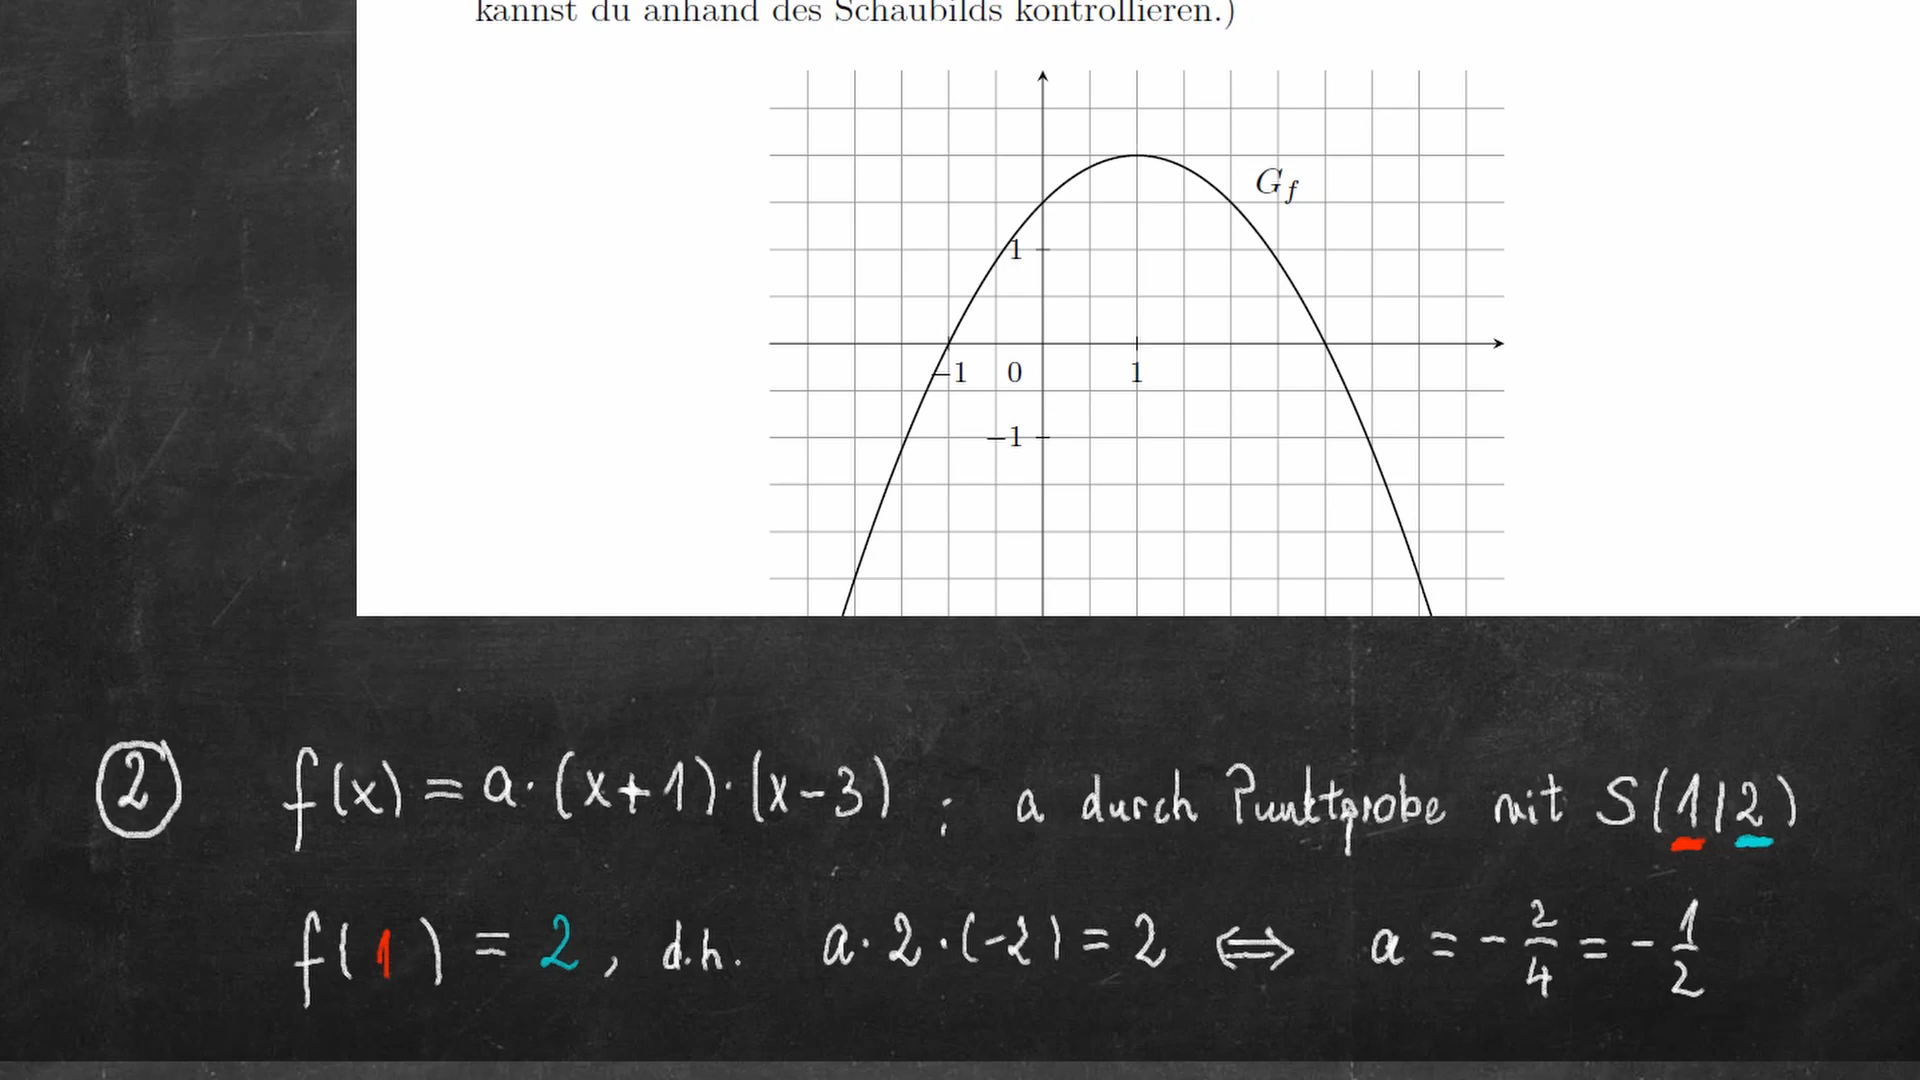 kannst du anhand des Schaubilds kontrollieren.)
G_f
1
−1 0 1
−1
② f(x) = a·(x+1)·(x−3) ; a durch Punktprobe mit S(1|2)
f(1) = 2, d.h. a·2·(−2) = 2 ⇔ a = −2/4 = −1/2